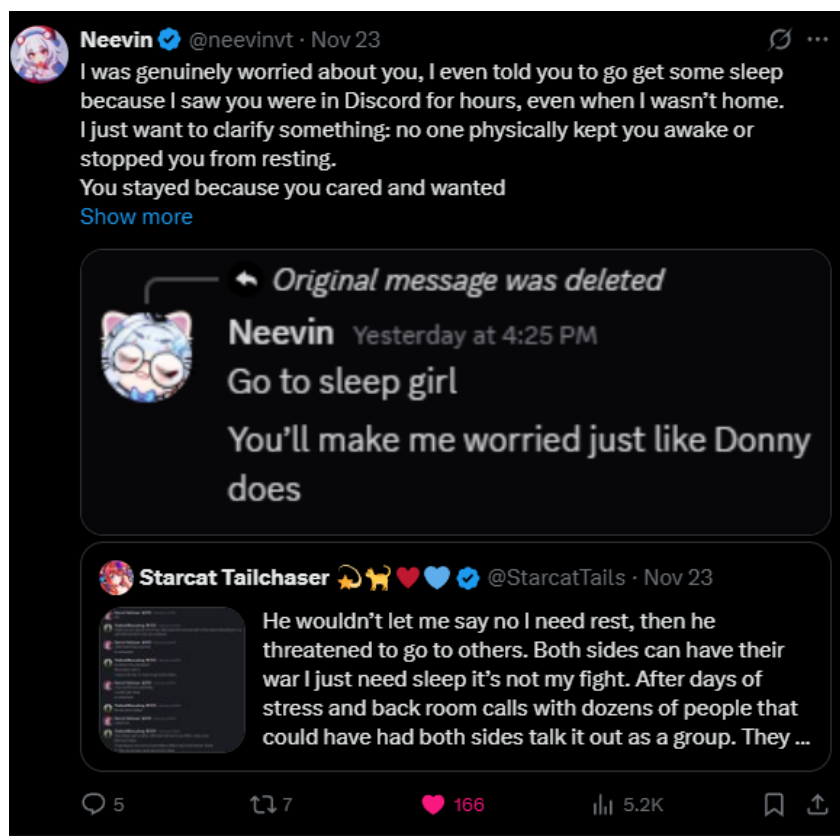 Neevin @neevinvt · Nov 23
I was genuinely worried about you, I even told you to go get some sleep
because I saw you were in Discord for hours, even when I wasn’t home.
I just want to clarify something: no one physically kept you awake or
stopped you from resting.
You stayed because you cared and wanted
Show more
Original message was deleted
Neevin Yesterday at 4:25 PM
Go to sleep girl
You’ll make me worried just like Donny
does
Starcat Tailchaser 💫🐈❤️🩵 @StarcatTails · Nov 23
He wouldn’t let me say no I need rest, then he
threatened to go to others. Both sides can have their
war I just need sleep it’s not my fight. After days of
stress and back room calls with dozens of people that
could have had both sides talk it out as a group. They ...
5 7 166 5.2K